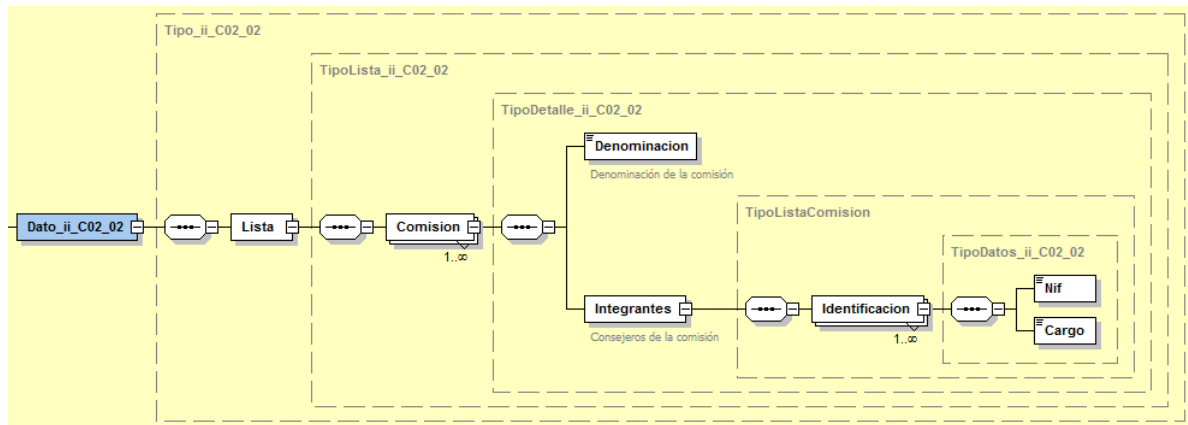 Tipo_ii_C02_02
TipoLista_ii_C02_02
TipoDetalle_ii_C02_02
Denominacion
Denominación de la comisión
TipoListaComision
Dato_ii_C02_02
Lista
Comision
1..∞
TipoDatos_ii_C02_02
Nif
Integrantes
Identificacion
Cargo
Consejeros de la comisión
1..∞